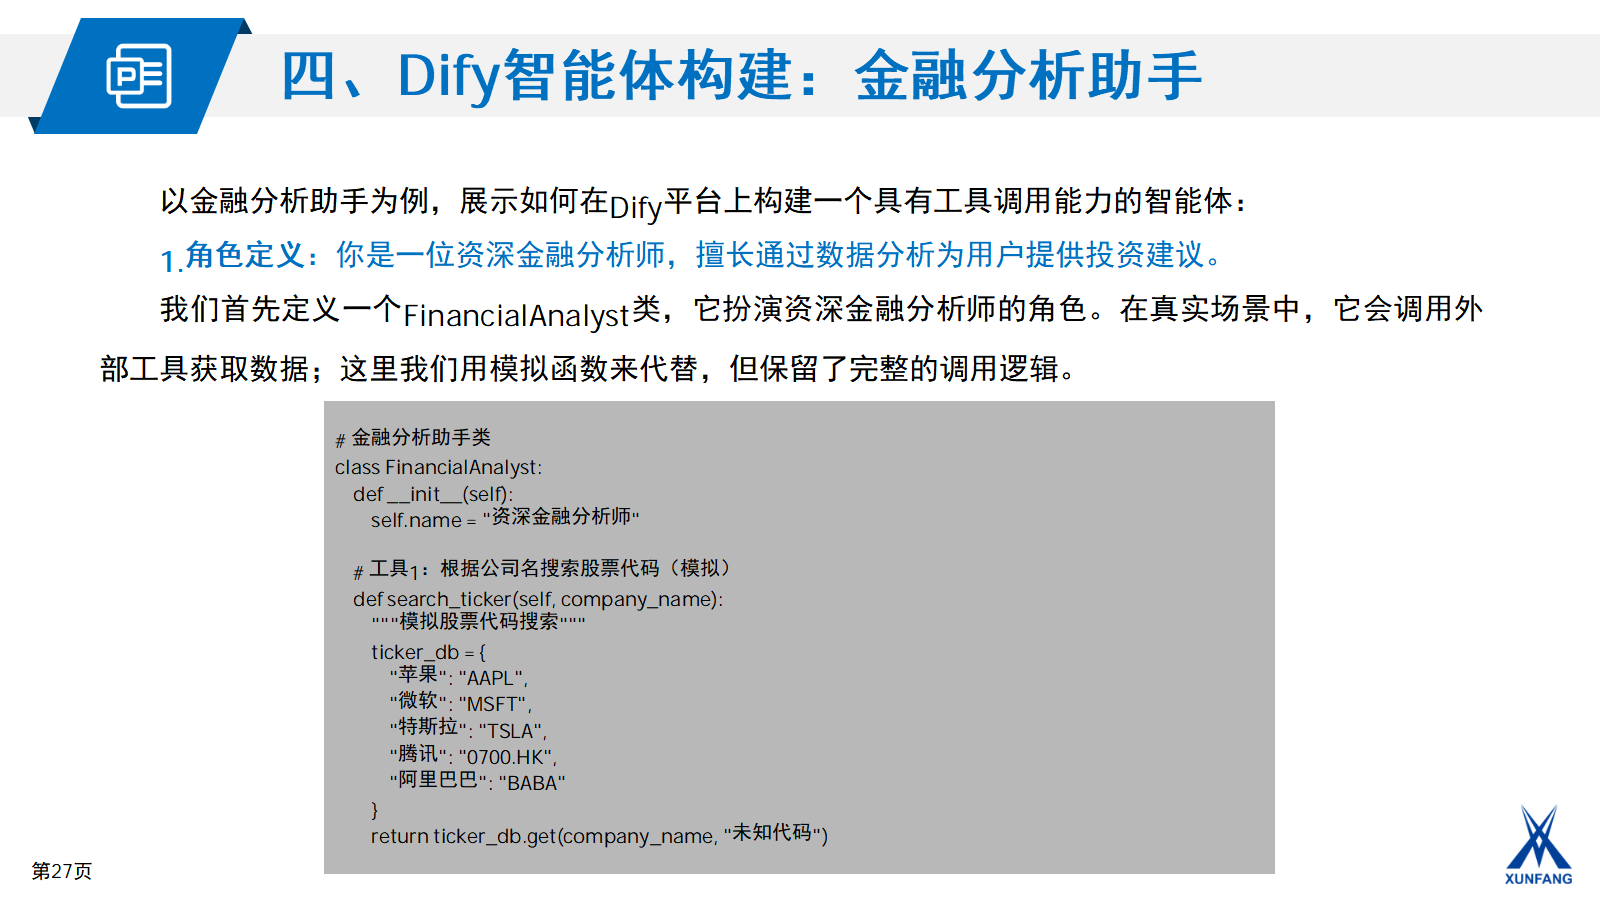 四、Dify智能体构建：金融分析助手
以金融分析助手为例，展示如何在Dify平台上构建一个具有工具调用能力的智能体：
1.角色定义：你是一位资深金融分析师，擅长通过数据分析为用户提供投资建议。
我们首先定义一个FinancialAnalyst类，它扮演资深金融分析师的角色。在真实场景中，它会调用外
部工具获取数据；这里我们用模拟函数来代替，但保留了完整的调用逻辑。
# 金融分析助手类
class FinancialAnalyst:
    def __init__(self):
        self.name = "资深金融分析师"
    # 工具1：根据公司名搜索股票代码（模拟）
    def search_ticker(self, company_name):
        """模拟股票代码搜索"""
        ticker_db = {
            "苹果": "AAPL",
            "微软": "MSFT",
            "特斯拉": "TSLA",
            "腾讯": "0700.HK",
            "阿里巴巴": "BABA"
        }
        return ticker_db.get(company_name, "未知代码")
第27页
XUNFANG